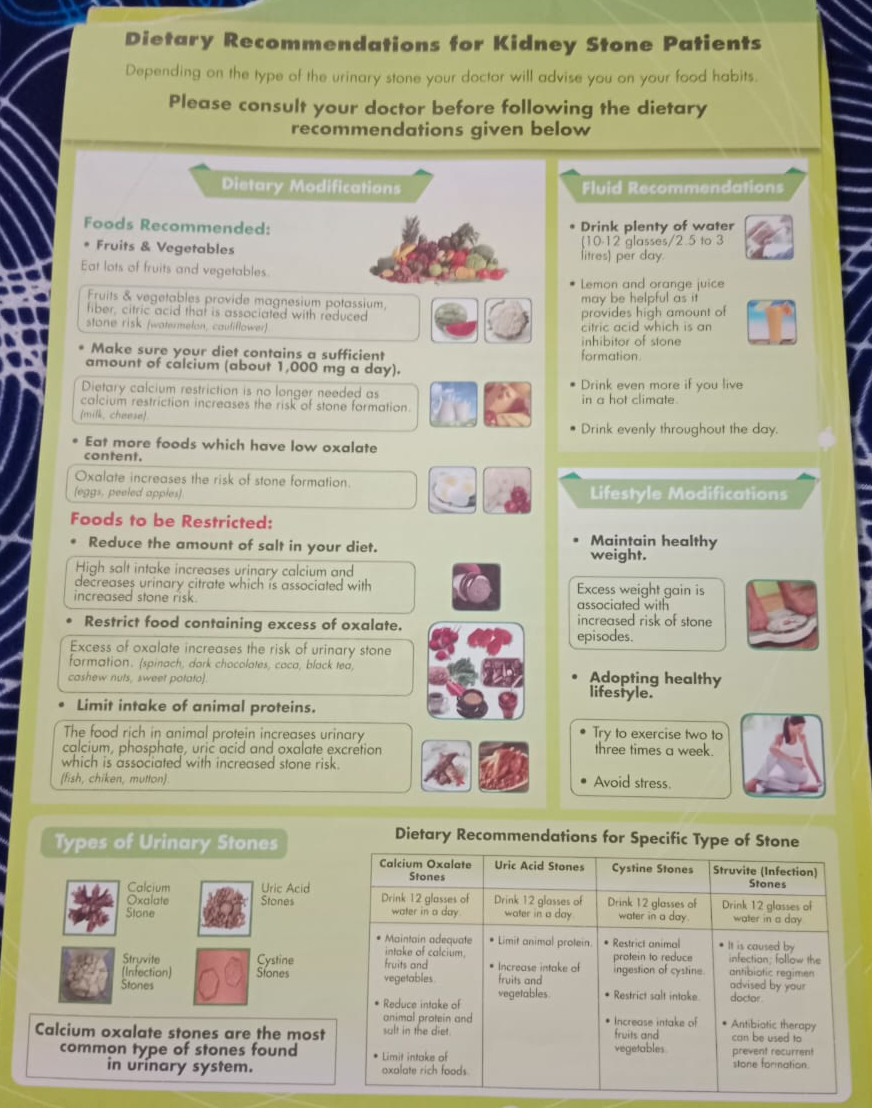 Dietary Recommendations for Kidney Stone Patients
Depending on the type of the urinary stone your doctor will advise you on your food habits.
Please consult your doctor before following the dietary
recommendations given below
Dietary Modifications
Foods Recommended:
• Fruits & Vegetables
Eat lots of fruits and vegetables.
Fruits & vegetables provide magnesium potassium,
fiber, citric acid that is associated with reduced
stone risk (watermelon, cauliflower).
• Make sure your diet contains a sufficient
amount of calcium (about 1,000 mg a day).
Dietary calcium restriction is no longer needed as
calcium restriction increases the risk of stone formation.
(milk, cheese).
• Eat more foods which have low oxalate
content.
Oxalate increases the risk of stone formation.
(eggs, peeled apples).
Foods to be Restricted:
• Reduce the amount of salt in your diet.
High salt intake increases urinary calcium and
decreases urinary citrate which is associated with
increased stone risk.
• Restrict food containing excess of oxalate.
Excess of oxalate increases the risk of urinary stone
formation. (spinach, dark chocolates, coca, black tea,
cashew nuts, sweet potato).
• Limit intake of animal proteins.
The food rich in animal protein increases urinary
calcium, phosphate, uric acid and oxalate excretion
which is associated with increased stone risk.
(fish, chiken, mutton).
Fluid Recommendations
• Drink plenty of water
(10-12 glasses/2.5 to 3
litres) per day.
• Lemon and orange juice
may be helpful as it
provides high amount of
citric acid which is an
inhibitor of stone
formation.
• Drink even more if you live
in a hot climate.
• Drink evenly throughout the day.
Lifestyle Modifications
• Maintain healthy
weight.
Excess weight gain is
associated with
increased risk of stone
episodes.
• Adopting healthy
lifestyle.
• Try to exercise two to
three times a week.
• Avoid stress.
Types of Urinary Stones
Calcium
Oxalate
Stone
Uric Acid
Stones
Struvite
(Infection)
Stones
Cystine
Stones
Calcium oxalate stones are the most
common type of stones found
in urinary system.
Dietary Recommendations for Specific Type of Stone
Calcium Oxalate
Stones
Drink 12 glasses of
water in a day
• Maintain adequate
intake of calcium,
fruits and
vegetables.
• Reduce intake of
animal protein and
salt in the diet.
• Limit intake of
oxalate rich foods.
Uric Acid Stones
Drink 12 glasses of
water in a day
• Limit animal protein.
• Increase intake of
fruits and
vegetables.
Cystine Stones
Drink 12 glasses of
water in a day.
• Restrict animal
protein to reduce
ingestion of cystine.
• Restrict salt intake.
• Increase intake of
fruits and
vegetables.
Struvite (Infection)
Stones
Drink 12 glasses of
water in a day
• It is caused by
infection; follow the
antibiotic regimen
advised by your
doctor.
• Antibiotic therapy
can be used to
prevent recurrent
stone formation.